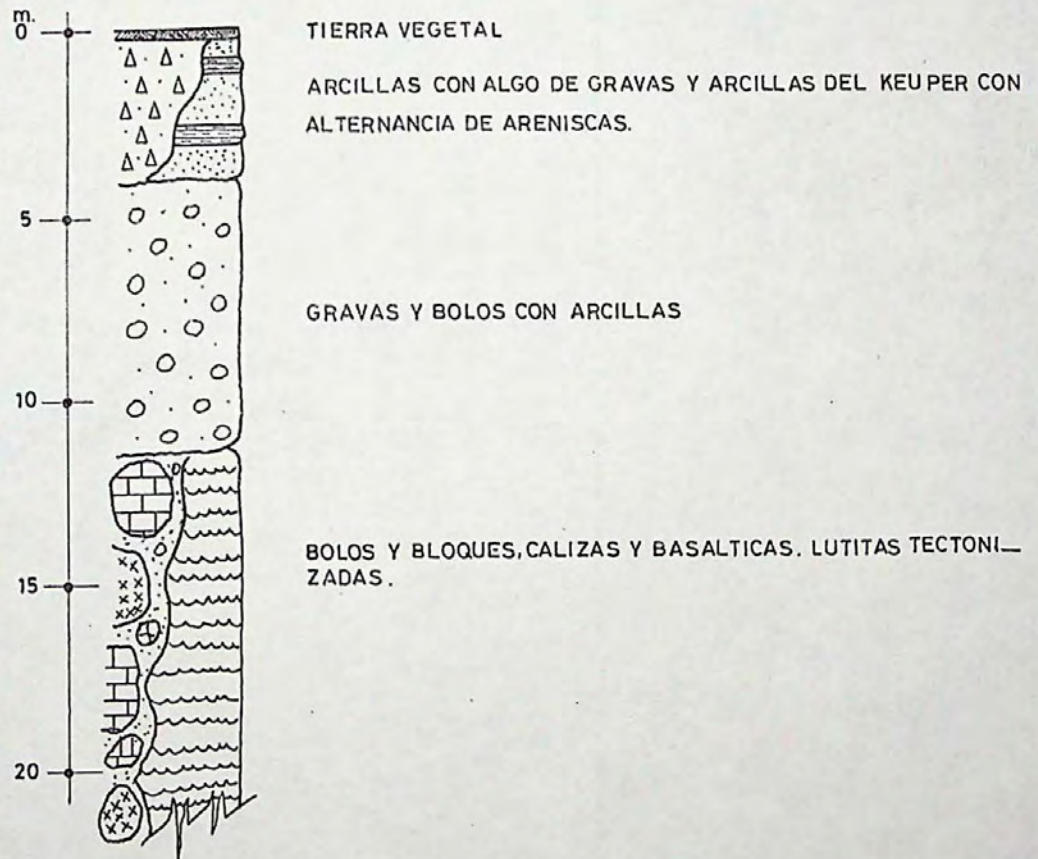 m.
0
TIERRA VEGETAL
ARCILLAS CON ALGO DE GRAVAS Y ARCILLAS DEL KEUPER CON
ALTERNANCIA DE ARENISCAS.
5
GRAVAS Y BOLOS CON ARCILLAS
10
BOLOS Y BLOQUES, CALIZAS Y BASALTICAS. LUTITAS TECTONI_
ZADAS.
15
20